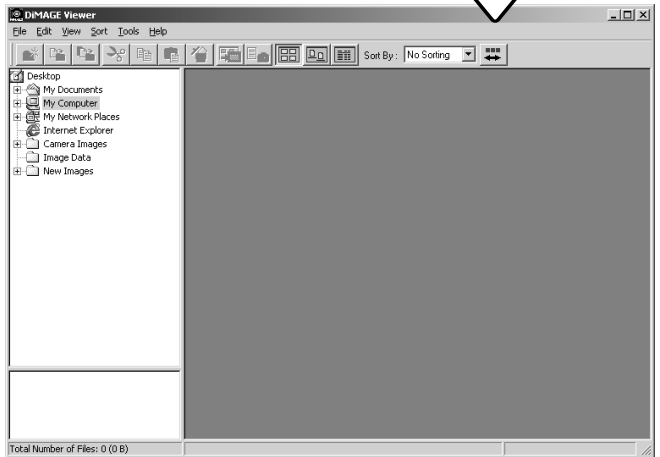 DiMAGE Viewer
File Edit View Sort Tools Help
Sort By : No Sorting
Desktop
My Documents
My Computer
My Network Places
Internet Explorer
Camera Images
Image Data
New Images
Total Number of Files: 0 (0 B)